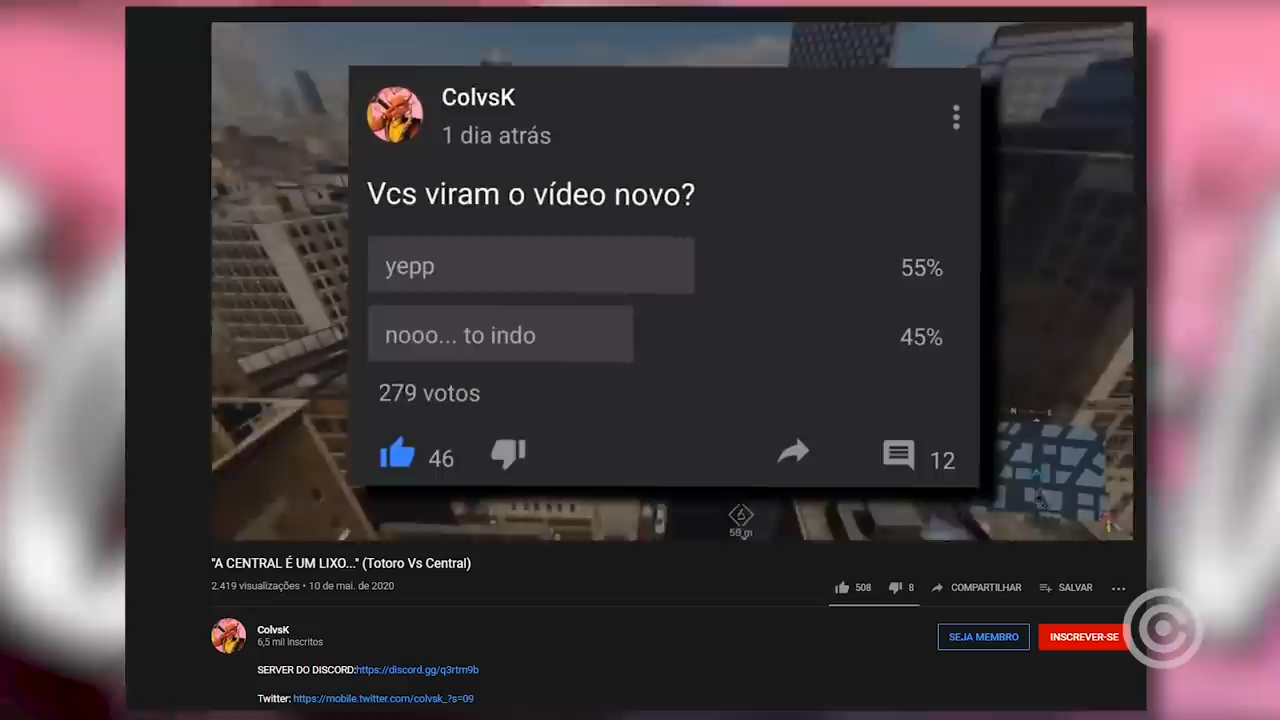 ColvsK
1 dia atrás
Vcs viram o vídeo novo?
yepp 55%
nooo... to indo 45%
279 votos
46 12
N E
59 m
"A CENTRAL É UM LIXO..." (Totoro Vs Central)
2.419 visualizações • 10 de mai. de 2020
508 8 COMPARTILHAR SALVAR
ColvsK
6,5 mil inscritos
SEJA MEMBRO INSCREVER-SE
SERVER DO DISCORD:https://discord.gg/q3rtm9b
Twitter: https://mobile.twitter.com/colvsk_?s=09